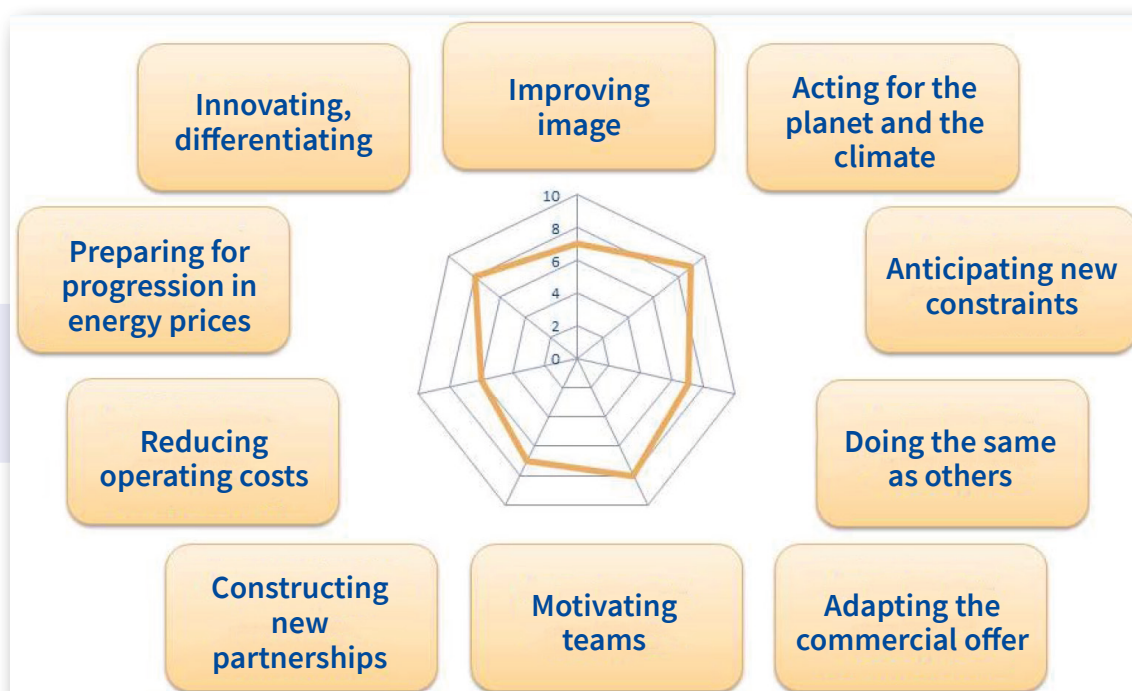 Innovating,
differentiating
Improving
image
Acting for the
planet and the
climate
Preparing for
progression in
energy prices
10
8
6
4
2
0
Anticipating new
constraints
Reducing
operating costs
Doing the same
as others
Constructing
new
partnerships
Motivating
teams
Adapting the
commercial offer